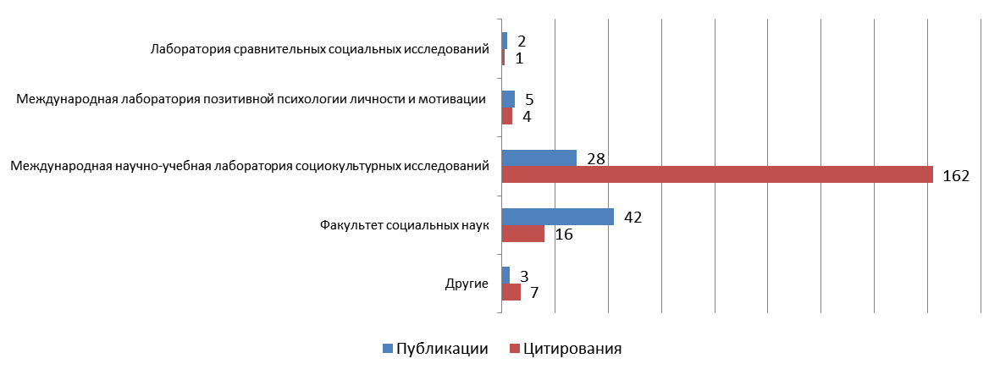 Лаборатория сравнительных социальных исследований
2
1
Международная лаборатория позитивной психологии личности и мотивации
5
4
Международная научно-учебная лаборатория социокультурных исследований
28
162
Факультет социальных наук
42
16
Другие
3
7
Публикации
Цитирования